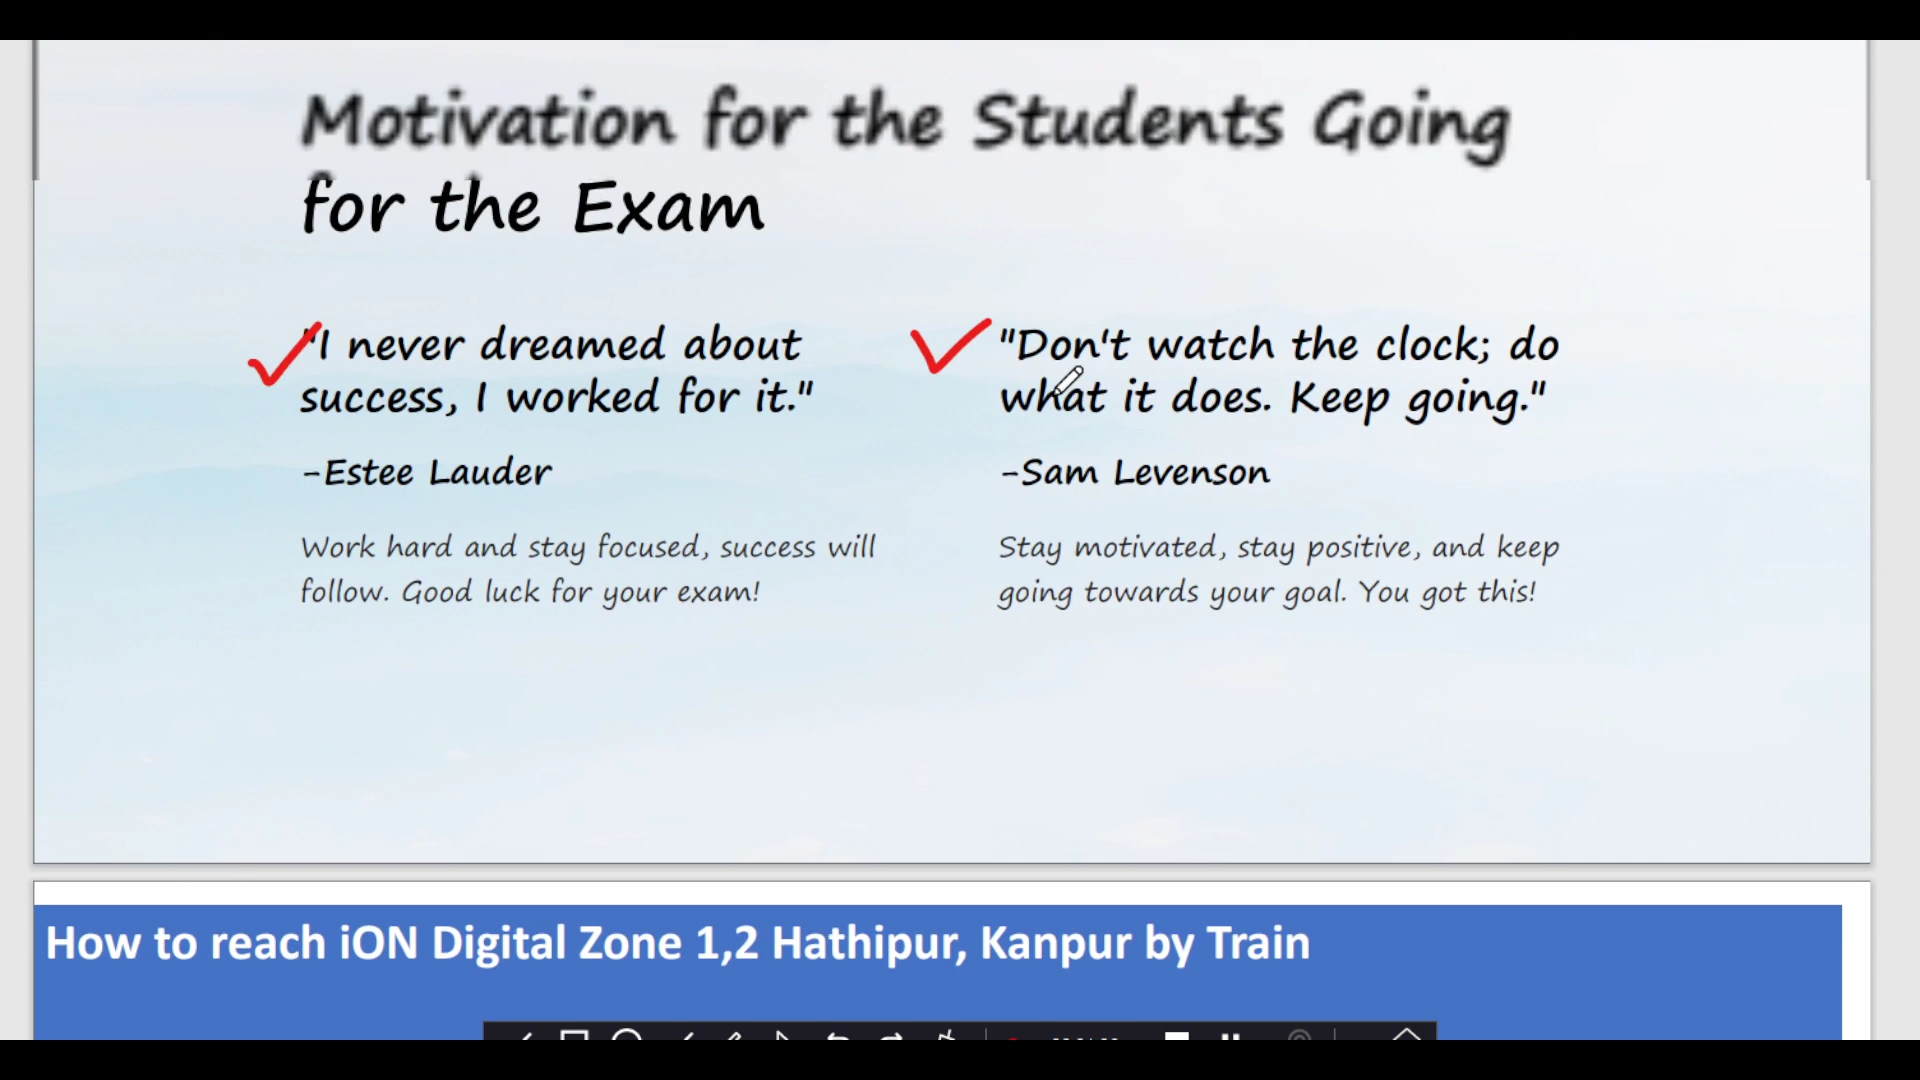 Motivation for the Students Going
for the Exam
"I never dreamed about
success, I worked for it."
-Estee Lauder
Work hard and stay focused, success will
follow. Good luck for your exam!
"Don't watch the clock; do
what it does. Keep going."
-Sam Levenson
Stay motivated, stay positive, and keep
going towards your goal. You got this!
How to reach iON Digital Zone 1,2 Hathipur, Kanpur by Train